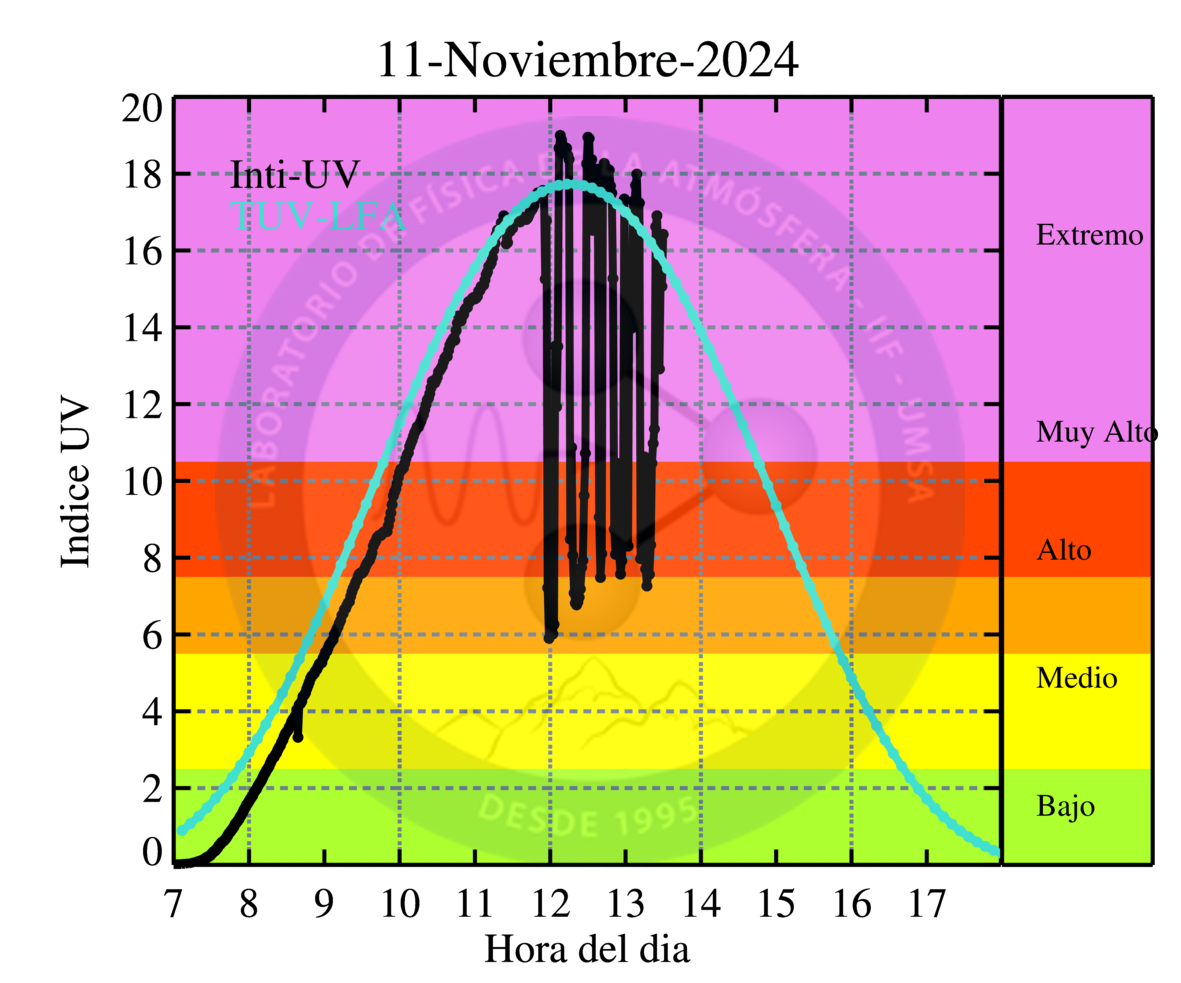 11-Noviembre-2024
20
18
16
14
12
10
8
6
4
2
0
Indice UV
Inti-UV
TUV-LFA
LABORATORIO DE FÍSICA DE LA ATMÓSFERA - IIF - UMSA
DESDE 1995
Extremo
Muy Alto
Alto
Medio
Bajo
7 8 9 10 11 12 13 14 15 16 17
Hora del dia